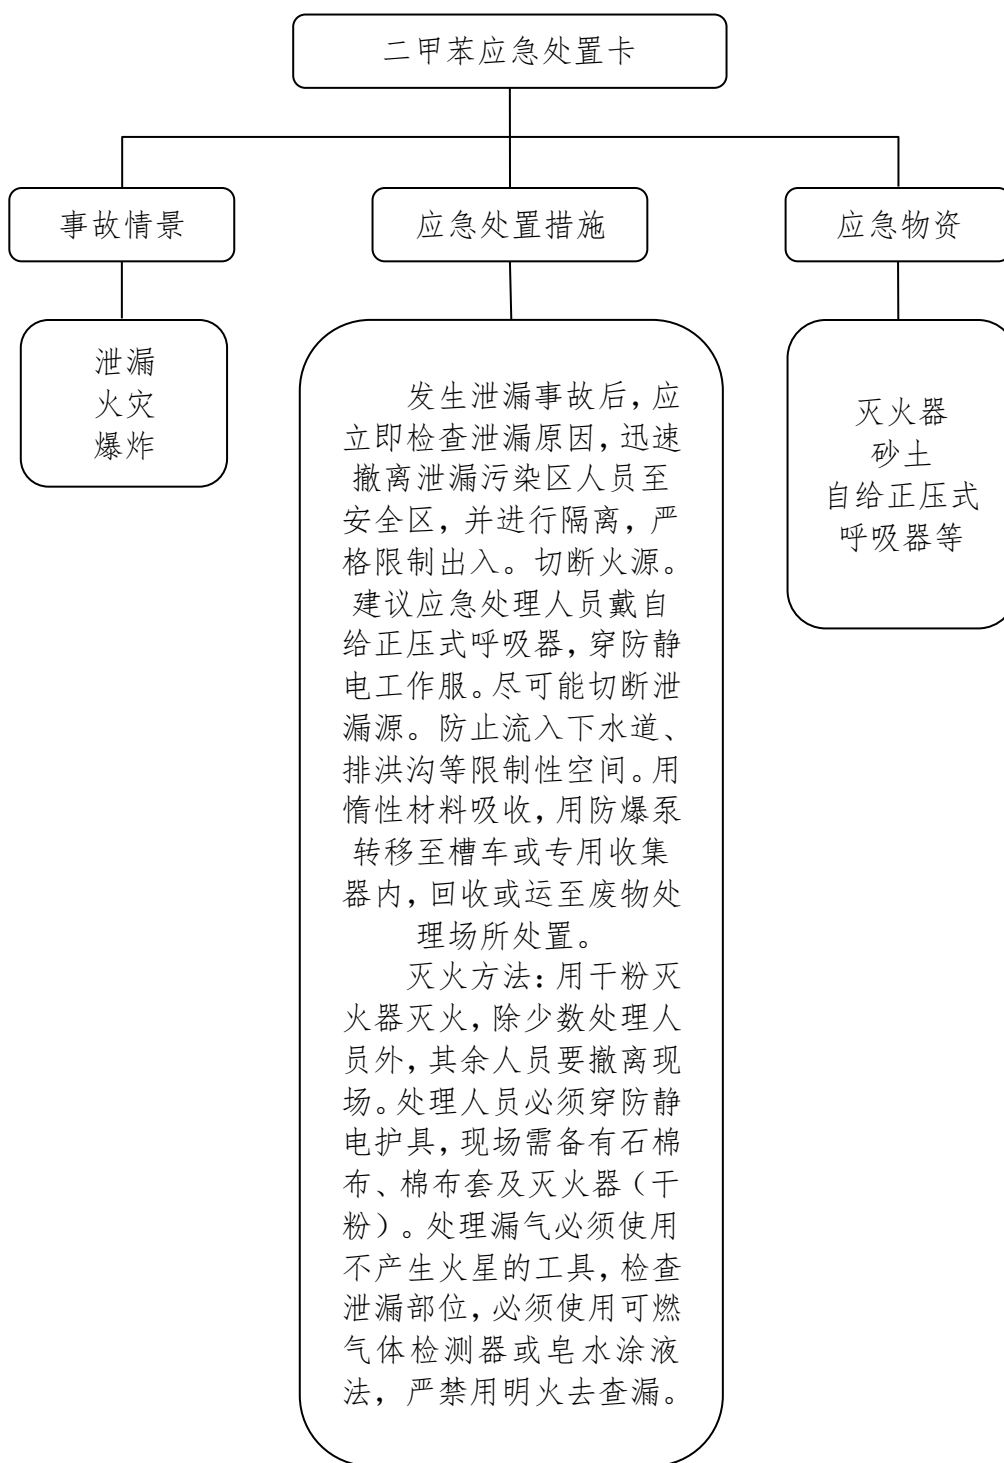 二甲苯应急处置卡
事故情景
应急处置措施
应急物资
泄漏
火灾
爆炸
发生泄漏事故后，应
立即检查泄漏原因，迅速
撤离泄漏污染区人员至
安全区，并进行隔离，严
格限制出入。切断火源。
建议应急处理人员戴自
给正压式呼吸器，穿防静
电工作服。尽可能切断泄
漏源。防止流入下水道、
排洪沟等限制性空间。用
惰性材料吸收，用防爆泵
转移至槽车或专用收集
器内，回收或运至废物处
理场所处置。
灭火方法：用干粉灭
火器灭火，除少数处理人
员外，其余人员要撤离现
场。处理人员必须穿防静
电护具，现场需备有石棉
布、棉布套及灭火器（干
粉）。处理漏气必须使用
不产生火星的工具，检查
泄漏部位，必须使用可燃
气体检测器或皂水涂液
法，严禁用明火去查漏。
灭火器
砂土
自给正压式
呼吸器等